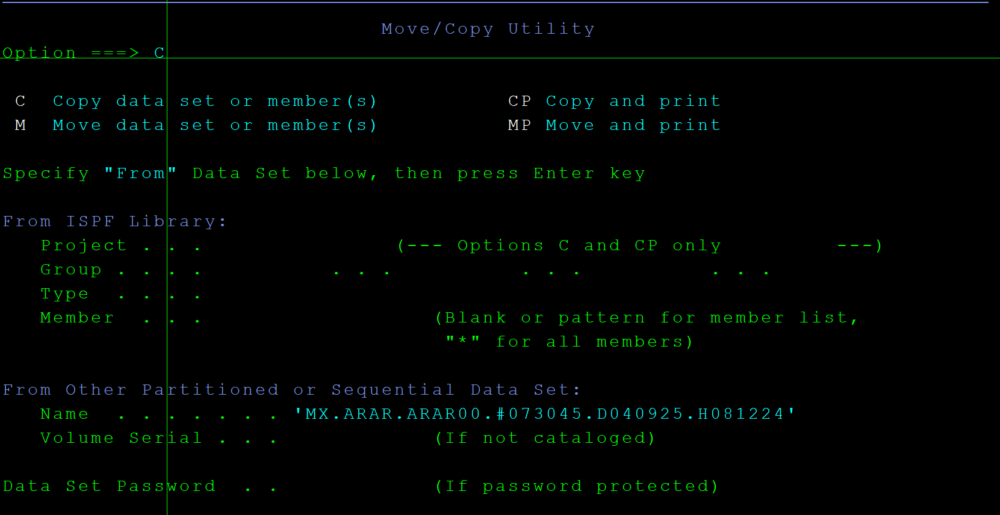 Move/Copy Utility
Option ===> C
C Copy data set or member(s) CP Copy and print
M Move data set or member(s) MP Move and print
Specify "From" Data Set below, then press Enter key
From ISPF Library:
Project . . . (--- Options C and CP only ---)
Group . . . . . . . . . . . . .
Type . . . .
Member . . . (Blank or pattern for member list,
"*" for all members)
From Other Partitioned or Sequential Data Set:
Name . . . . . . . 'MX.ARAR.ARAR00.#073045.D040925.H081224'
Volume Serial . . . (If not cataloged)
Data Set Password . . (If password protected)